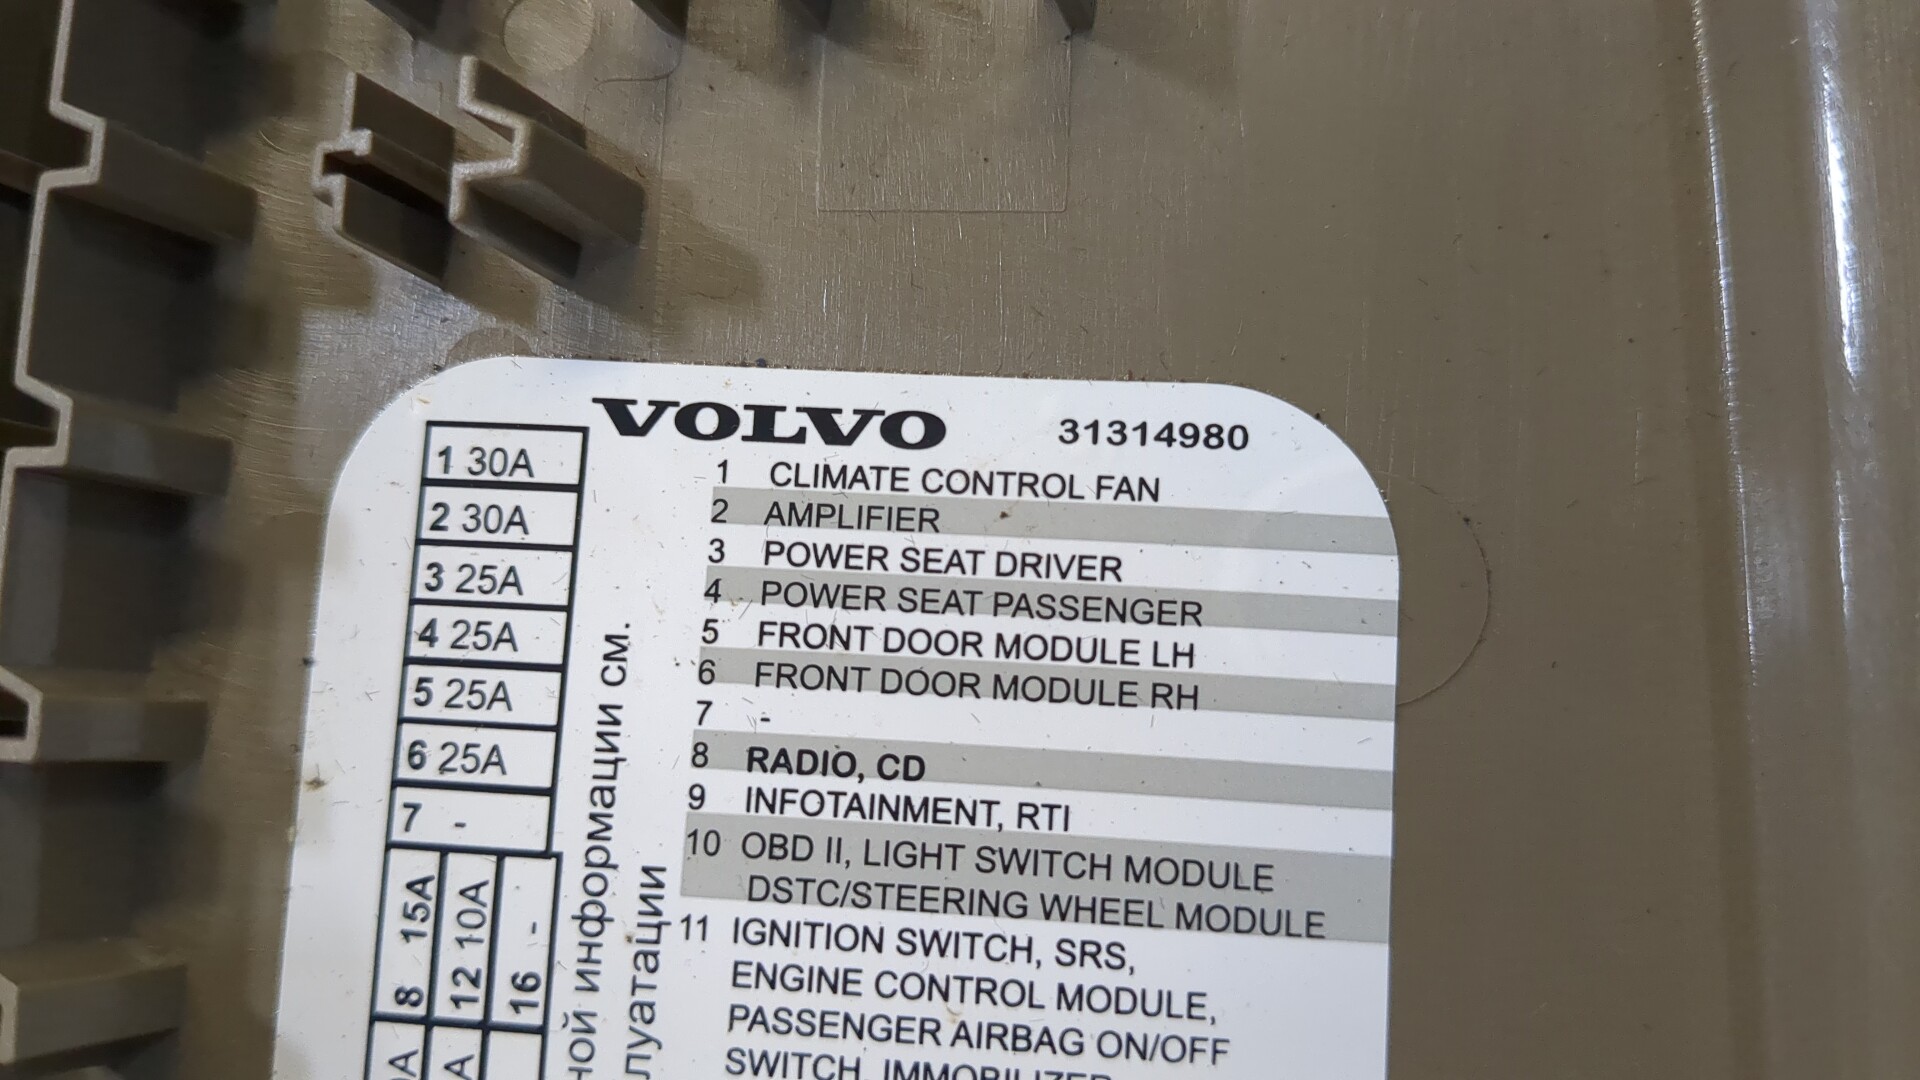 VOLVO 31314980
1 30A
2 30A
3 25A
4 25A
5 25A
6 25A
7 -
8 15A
12 10A
16 -
информации см.
1 CLIMATE CONTROL FAN
2 AMPLIFIER
3 POWER SEAT DRIVER
4 POWER SEAT PASSENGER
5 FRONT DOOR MODULE LH
6 FRONT DOOR MODULE RH
7 -
8 RADIO, CD
9 INFOTAINMENT, RTI
10 OBD II, LIGHT SWITCH MODULE
DSTC/STEERING WHEEL MODULE
11 IGNITION SWITCH, SRS,
ENGINE CONTROL MODULE,
PASSENGER AIRBAG ON/OFF
SWITCH, IMMOBILIZER